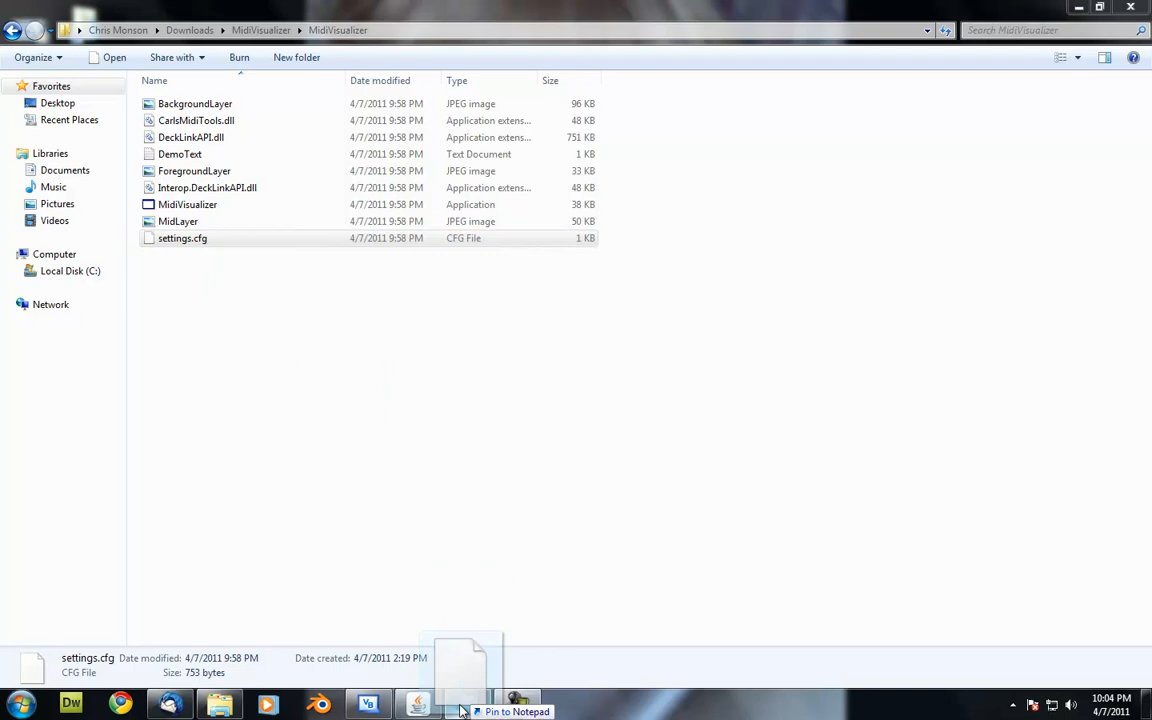 Chris Monson Downloads MidiVisualizer MidiVisualizer Search MidiVisualizer
Organize Open Share with Burn New folder
Name Date modified Type Size
Favorites
Desktop
Recent Places
Libraries
Documents
Music
Pictures
Videos
Computer
Local Disk (C:)
Network
BackgroundLayer 4/7/2011 9:58 PM JPEG image 96 KB
CarlsMidiTools.dll 4/7/2011 9:58 PM Application extens... 48 KB
DeckLinkAPI.dll 4/7/2011 9:58 PM Application extens... 751 KB
DemoText 4/7/2011 9:58 PM Text Document 1 KB
ForegroundLayer 4/7/2011 9:58 PM JPEG image 33 KB
Interop.DeckLinkAPI.dll 4/7/2011 9:58 PM Application extens... 48 KB
MidiVisualizer 4/7/2011 9:58 PM Application 38 KB
MidLayer 4/7/2011 9:58 PM JPEG image 50 KB
settings.cfg 4/7/2011 9:58 PM CFG File 1 KB
settings.cfg Date modified: 4/7/2011 9:58 PM Date created: 4/7/2011 2:19 PM
CFG File Size: 753 bytes
Dw VB Pin to Notepad
10:04 PM
4/7/2011